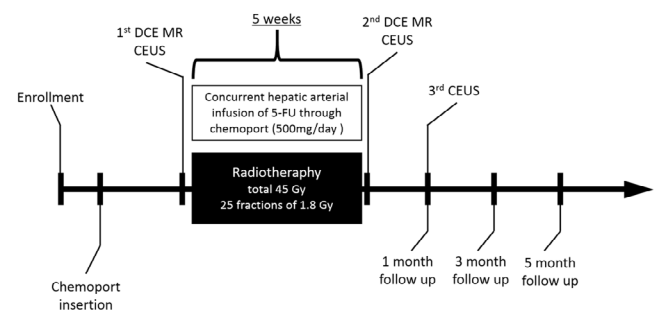 5 weeks
1st DCE MR
CEUS
2nd DCE MR
CEUS
Enrollment
Concurrent hepatic arterial
infusion of 5-FU through
chemoport (500mg/day )
3rd CEUS
Radiotheraphy
total 45 Gy
25 fractions of 1.8 Gy
Chemoport
insertion
1 month
follow up
3 month
follow up
5 month
follow up